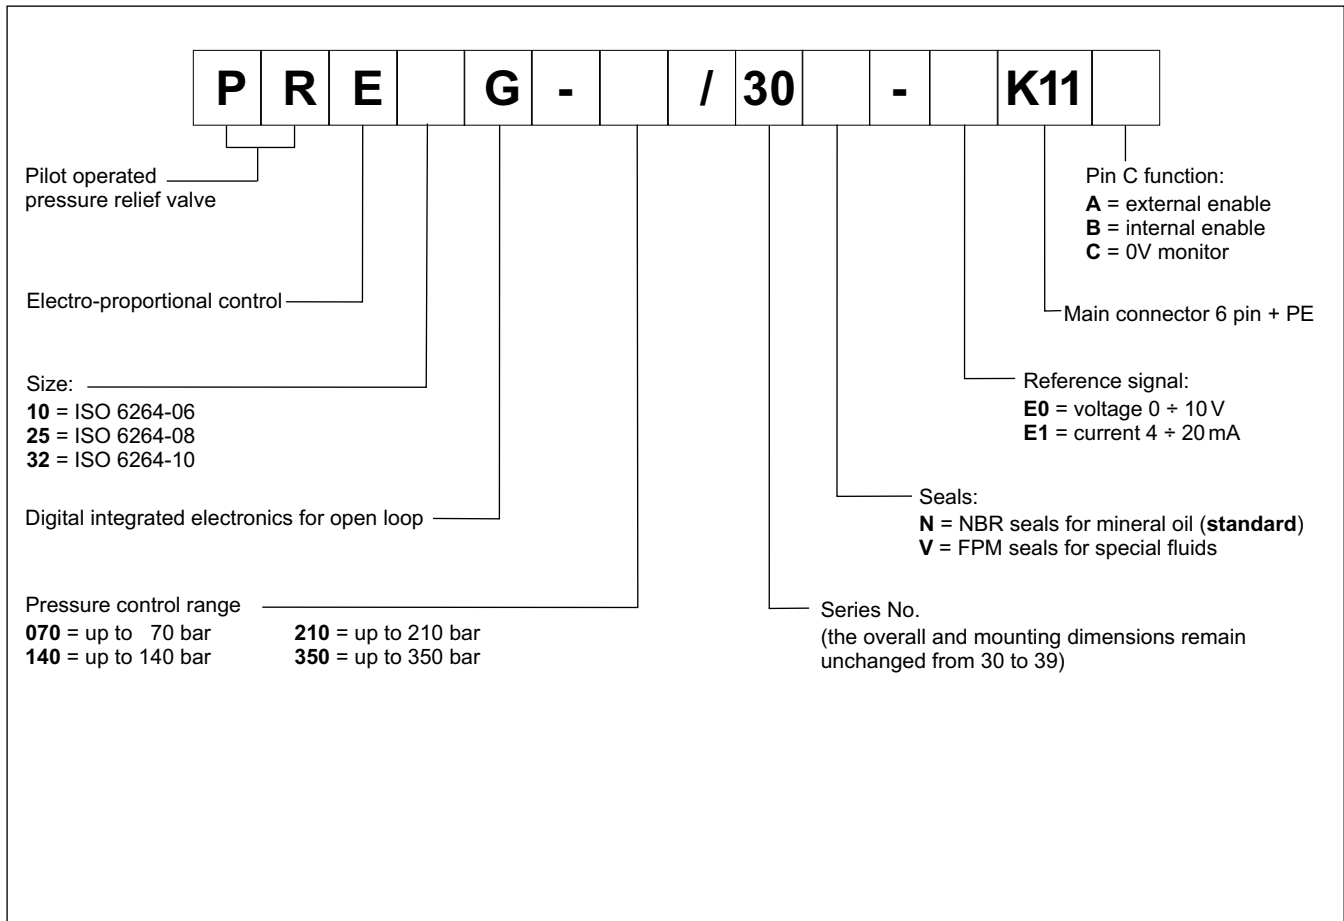 P R E G - / 30 - K11
Pilot operated
pressure relief valve
Electro-proportional control
Size:
10 = ISO 6264-06
25 = ISO 6264-08
32 = ISO 6264-10
Digital integrated electronics for open loop
Pressure control range
070 = up to 70 bar
140 = up to 140 bar
210 = up to 210 bar
350 = up to 350 bar
Pin C function:
A = external enable
B = internal enable
C = 0V monitor
Main connector 6 pin + PE
Reference signal:
E0 = voltage 0 ÷ 10 V
E1 = current 4 ÷ 20 mA
Seals:
N = NBR seals for mineral oil (standard)
V = FPM seals for special fluids
Series No.
(the overall and mounting dimensions remain
unchanged from 30 to 39)